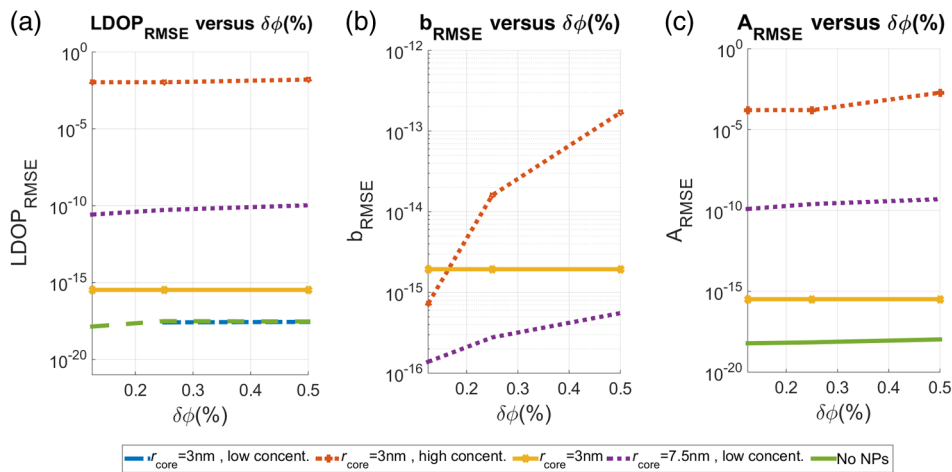 (a) LDOP_RMSE versus δϕ(%)
10^0
10^-5
10^-10
10^-15
10^-20
LDOP_RMSE
0.2 0.3 0.4 0.5
δϕ(%)
(b) b_RMSE versus δϕ(%)
10^-12
10^-13
10^-14
10^-15
10^-16
b_RMSE
0.2 0.3 0.4 0.5
δϕ(%)
(c) A_RMSE versus δϕ(%)
10^0
10^-5
10^-10
10^-15
10^-20
A_RMSE
0.2 0.3 0.4 0.5
δϕ(%)
r_core=3nm , low concent. r_core=3nm , high concent. r_core=3nm r_core=7.5nm , low concent. No NPs